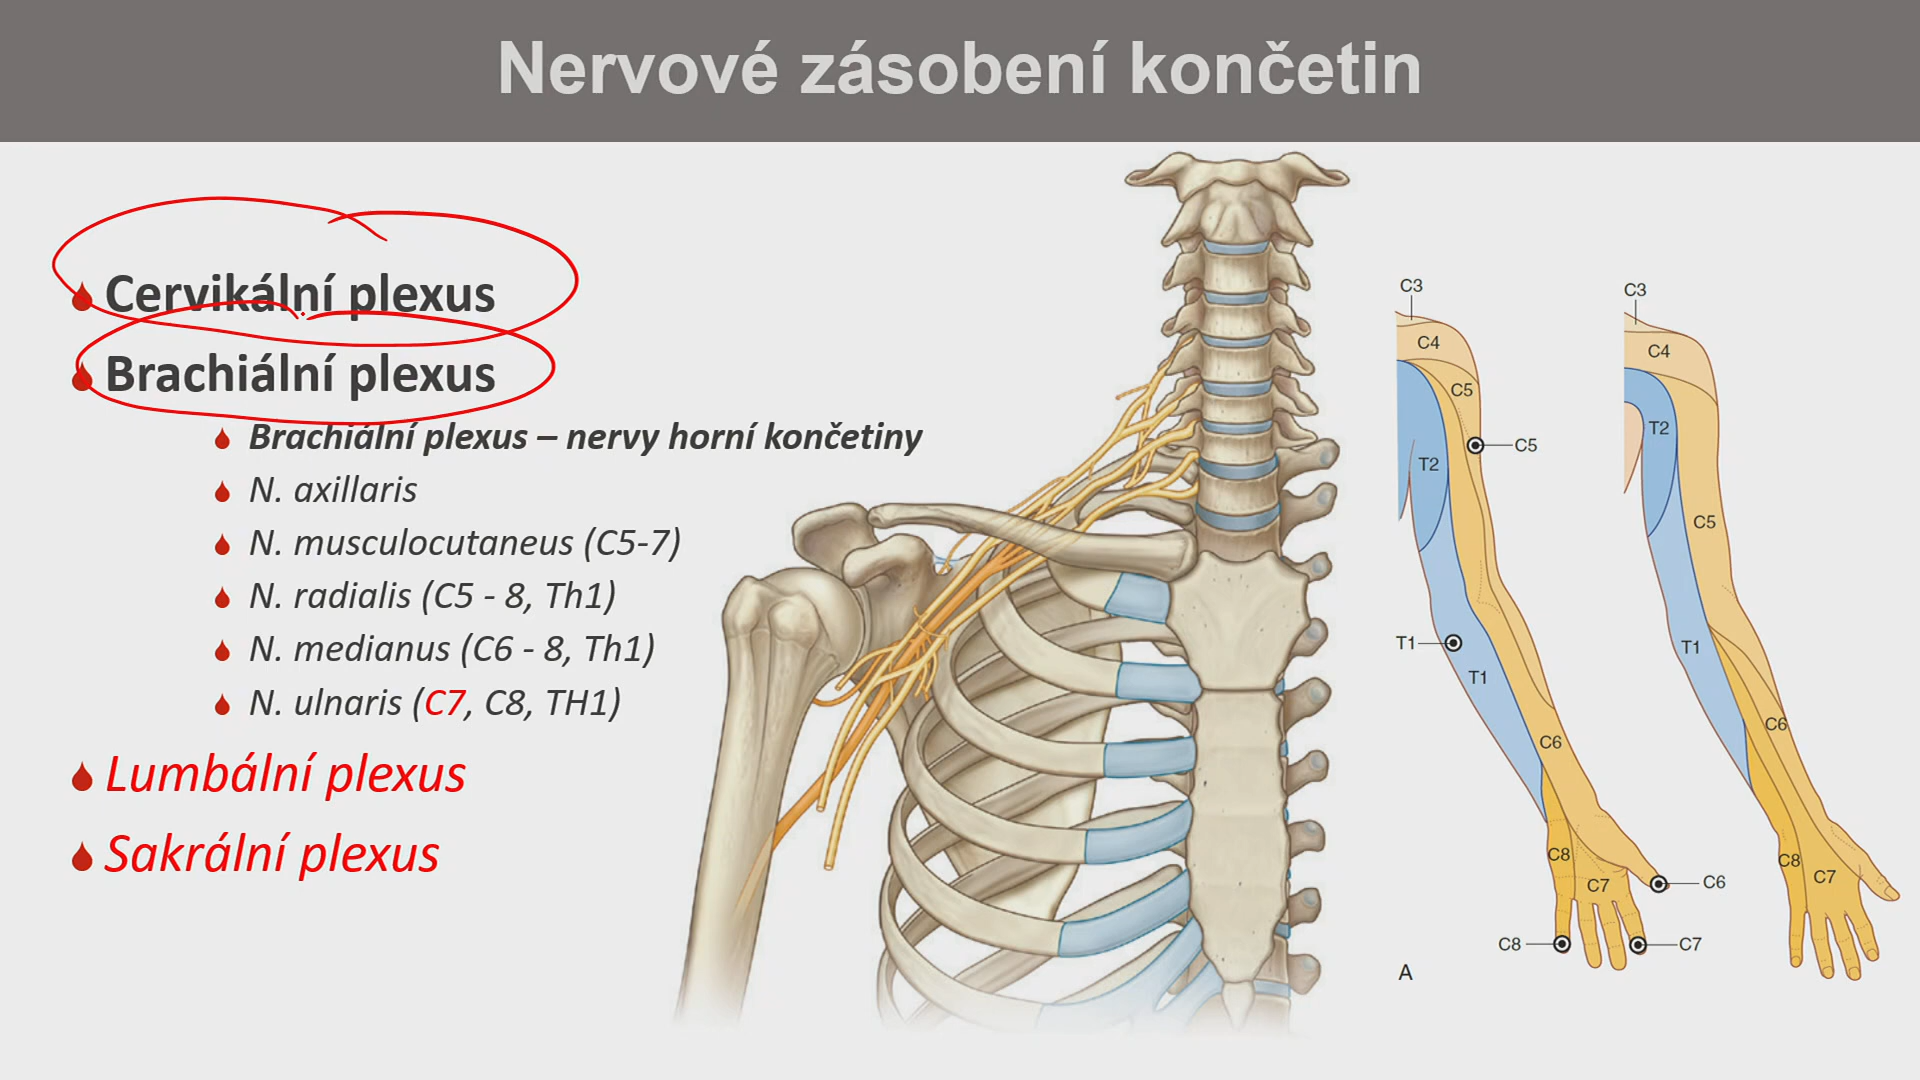 Nervové zásobení končetin
Cervikální plexus
Brachiální plexus
Brachiální plexus – nervy horní končetiny
N. axillaris
N. musculocutaneus (C5-7)
N. radialis (C5 - 8, Th1)
N. medianus (C6 - 8, Th1)
N. ulnaris (C7, C8, TH1)
Lumbální plexus
Sakrální plexus
C3
C4
C5
C5
T2
T1
T1
C6
C8
C7
C6
C8
C7
A
C3
C4
T2
C5
T1
C6
C8
C7